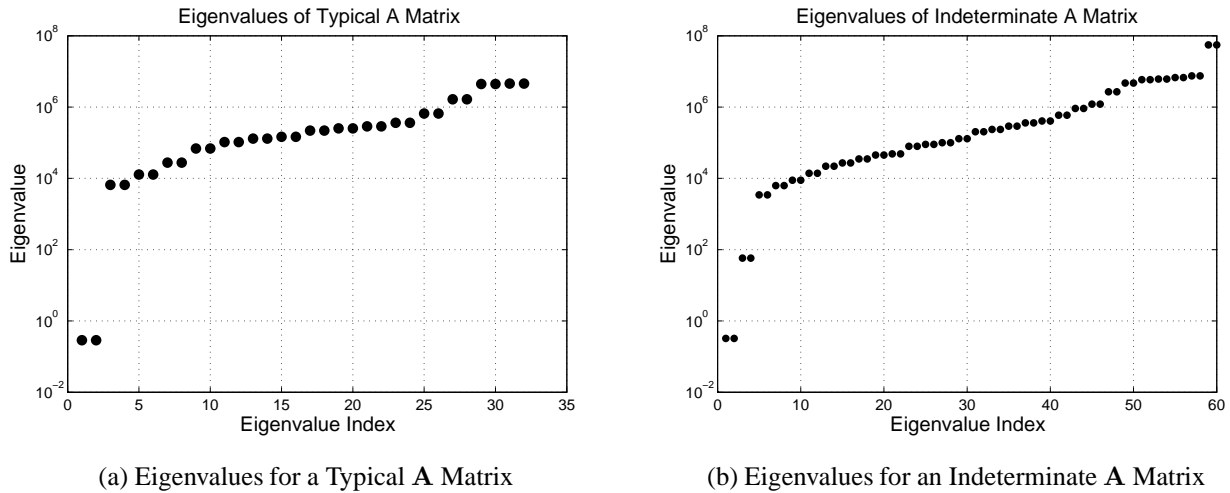 Eigenvalues of Typical A Matrix
10^8
10^6
10^4
10^2
10^0
10^−2
Eigenvalue
0 5 10 15 20 25 30 35
Eigenvalue Index
(a) Eigenvalues for a Typical A Matrix
Eigenvalues of Indeterminate A Matrix
10^8
10^6
10^4
10^2
10^0
10^−2
Eigenvalue
0 10 20 30 40 50 60
Eigenvalue Index
(b) Eigenvalues for an Indeterminate A Matrix